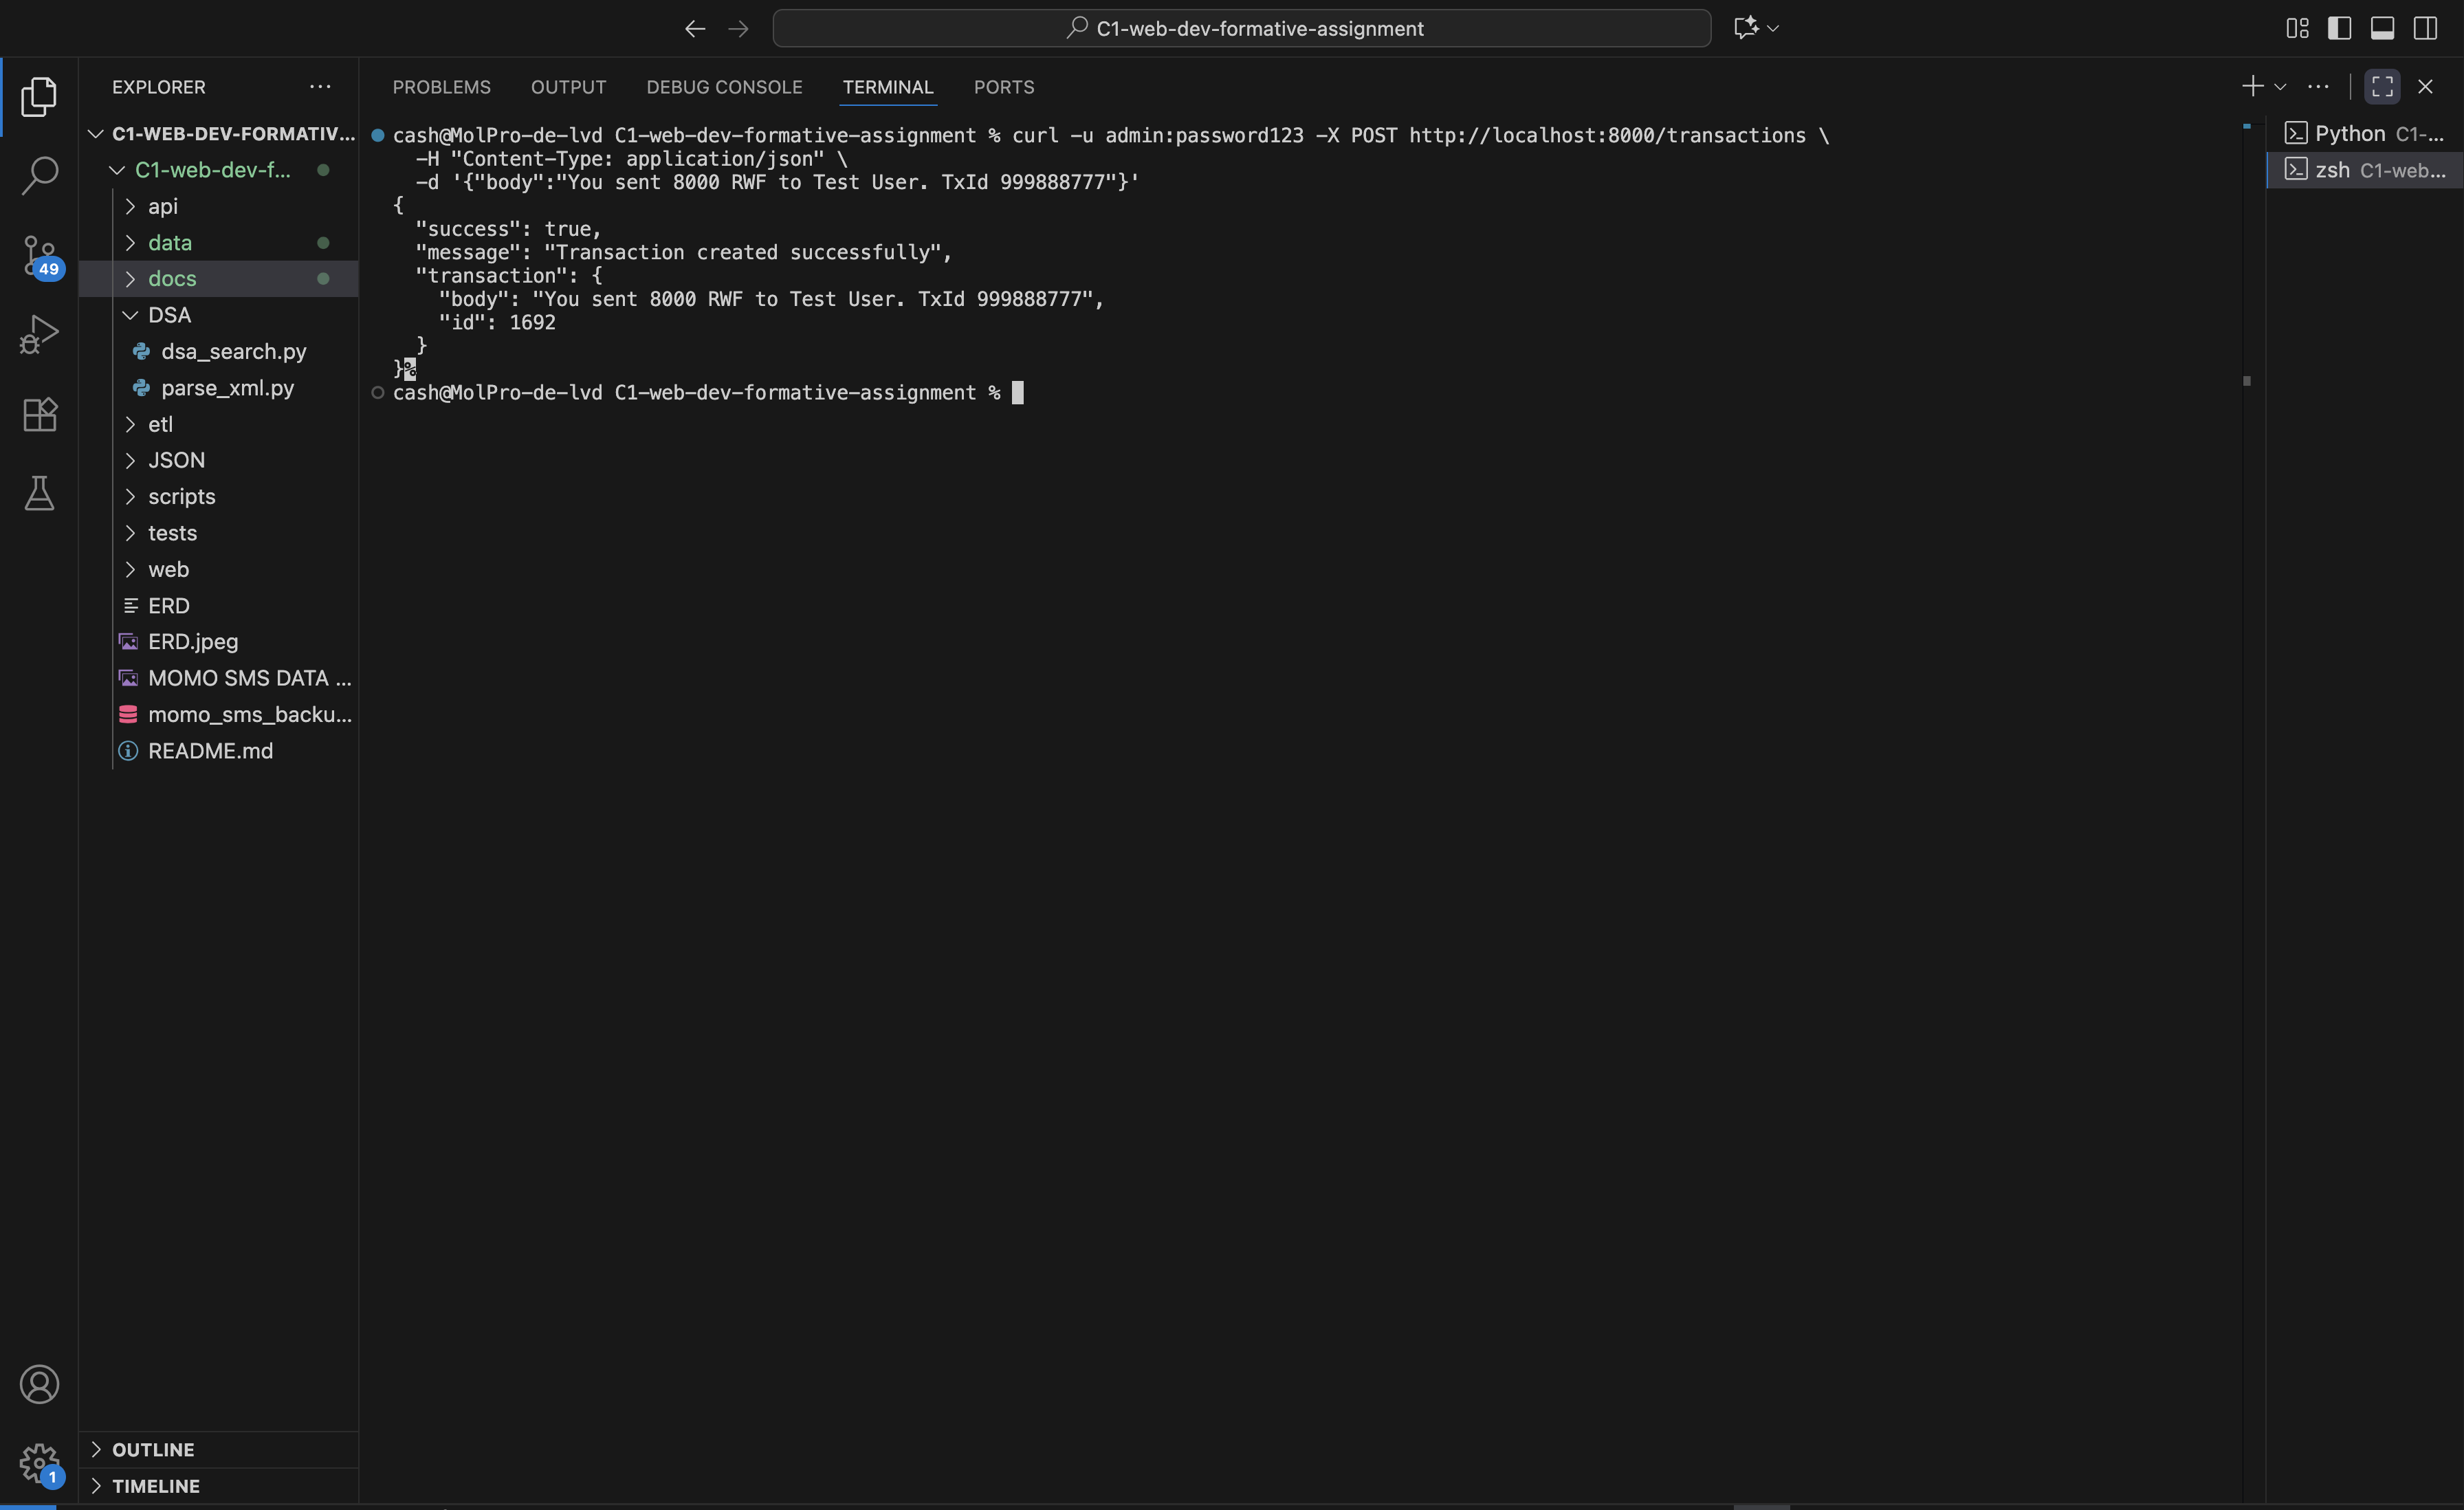 C1-web-dev-formative-assignment
EXPLORER
C1-WEB-DEV-FORMATIV...
C1-web-dev-f...
api
data
docs
DSA
dsa_search.py
parse_xml.py
etl
JSON
scripts
tests
web
ERD
ERD.jpeg
MOMO SMS DATA ...
momo_sms_backu...
README.md
OUTLINE
TIMELINE
49
1
PROBLEMS OUTPUT DEBUG CONSOLE TERMINAL PORTS
cash@MolPro-de-lvd C1-web-dev-formative-assignment % curl -u admin:password123 -X POST http://localhost:8000/transactions \
-H "Content-Type: application/json" \
-d '{"body":"You sent 8000 RWF to Test User. TxId 999888777"}'
{
"success": true,
"message": "Transaction created successfully",
"transaction": {
"body": "You sent 8000 RWF to Test User. TxId 999888777",
"id": 1692
}
}%
cash@MolPro-de-lvd C1-web-dev-formative-assignment %
Python C1-...
zsh C1-web...